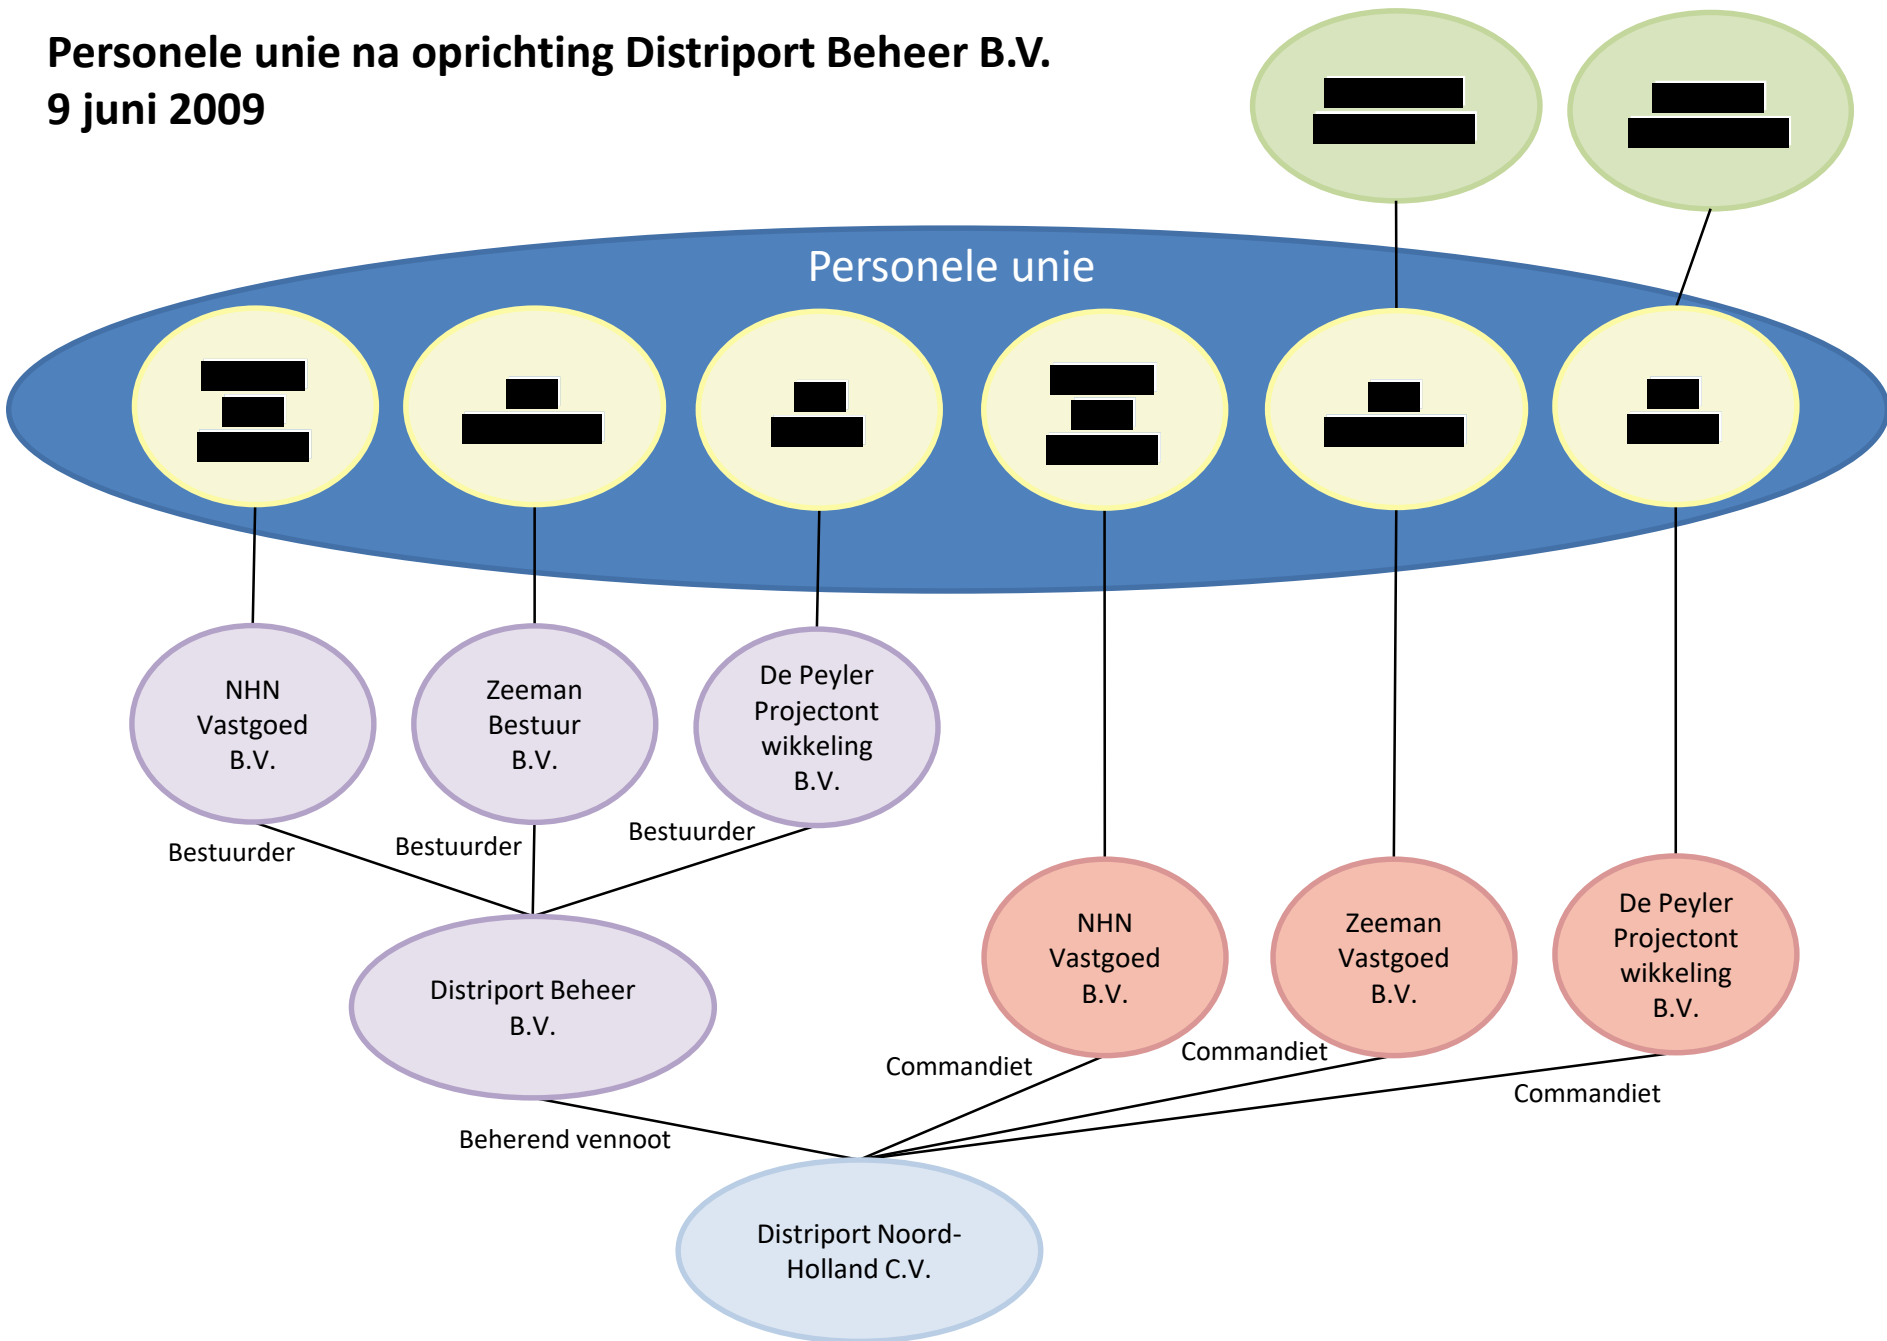 Personele unie na oprichting Distriport Beheer B.V.
9 juni 2009
Personele unie
NHN
Vastgoed
B.V.
Zeeman
Bestuur
B.V.
De Peyler
Projectont
wikkeling
B.V.
Bestuurder
Bestuurder
Bestuurder
Distriport Beheer
B.V.
NHN
Vastgoed
B.V.
Zeeman
Vastgoed
B.V.
De Peyler
Projectont
wikkeling
B.V.
Commandiet
Commandiet
Commandiet
Beherend vennoot
Distriport Noord-
Holland C.V.